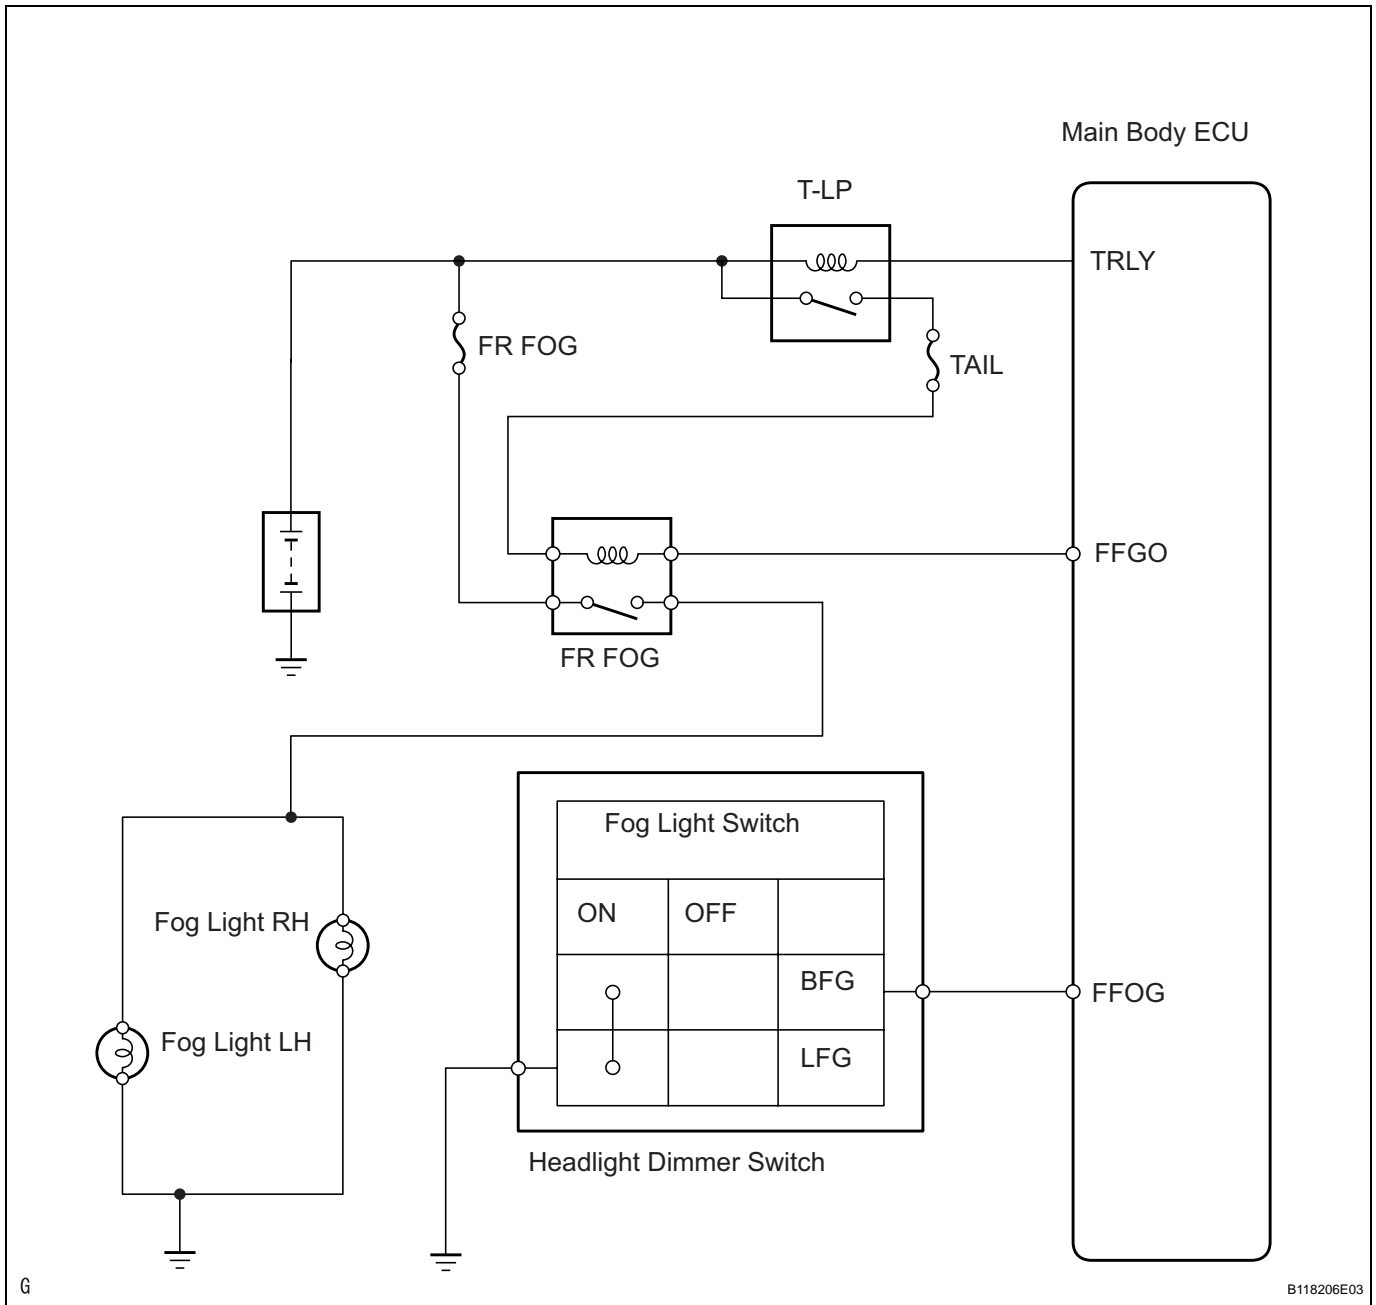 Main Body ECU
T-LP
TRLY
FR FOG
TAIL
FFGO
FR FOG
Fog Light Switch
ON OFF
Fog Light RH
BFG
FFOG
Fog Light LH
LFG
Headlight Dimmer Switch
G
B118206E03